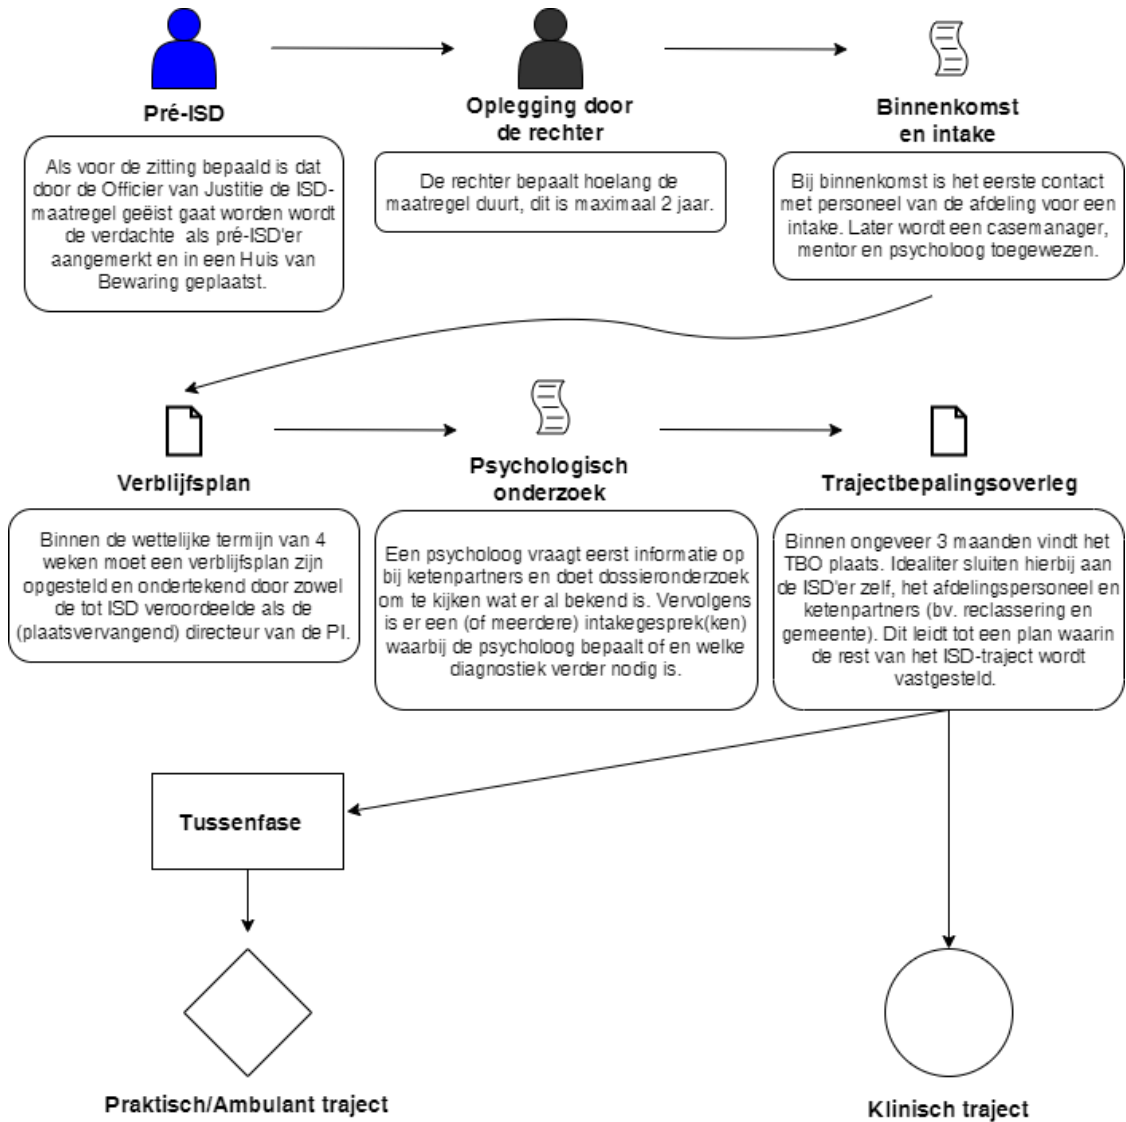 Pré-ISD
Als voor de zitting bepaald is dat
door de Officier van Justitie de ISD-
maatregel geëist gaat worden wordt
de verdachte als pré-ISD'er
aangemerkt en in een Huis van
Bewaring geplaatst.
Oplegging door
de rechter
De rechter bepaalt hoelang de
maatregel duurt, dit is maximaal 2 jaar.
Binnenkomst
en intake
Bij binnenkomst is het eerste contact
met personeel van de afdeling voor een
intake. Later wordt een casemanager,
mentor en psycholoog toegewezen.
Verblijfsplan
Binnen de wettelijke termijn van 4
weken moet een verblijfsplan zijn
opgesteld en ondertekend door zowel
de tot ISD veroordeelde als de
(plaatsvervangend) directeur van de PI.
Psychologisch
onderzoek
Een psycholoog vraagt eerst informatie op
bij ketenpartners en doet dossieronderzoek
om te kijken wat er al bekend is. Vervolgens
is er een (of meerdere) intakegesprek(ken)
waarbij de psycholoog bepaalt of en welke
diagnostiek verder nodig is.
Trajectbepalingsoverleg
Binnen ongeveer 3 maanden vindt het
TBO plaats. Idealiter sluiten hierbij aan
de ISD'er zelf, het afdelingspersoneel en
ketenpartners (bv. reclassering en
gemeente). Dit leidt tot een plan waarin
de rest van het ISD-traject wordt
vastgesteld.
Tussenfase
Praktisch/Ambulant traject
Klinisch traject